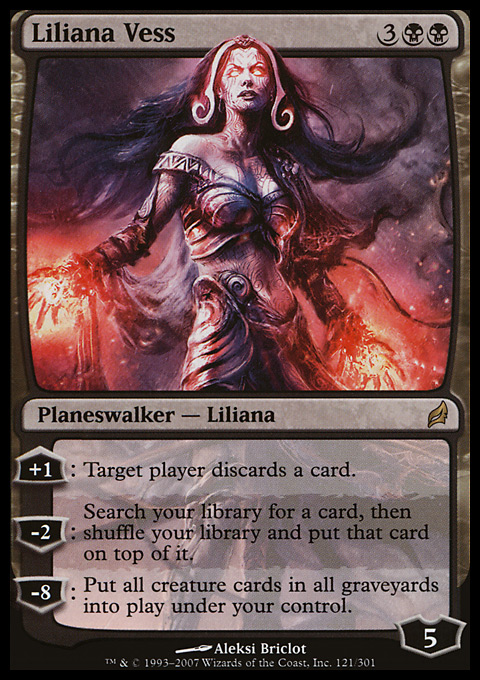 Liliana Vess 3
Planeswalker — Liliana
+1 : Target player discards a card.
Search your library for a card, then
-2 : shuffle your library and put that card
on top of it.
-8 : Put all creature cards in all graveyards
into play under your control.
Aleksi Briclot
5
™ & © 1993–2007 Wizards of the Coast, Inc. 121/301